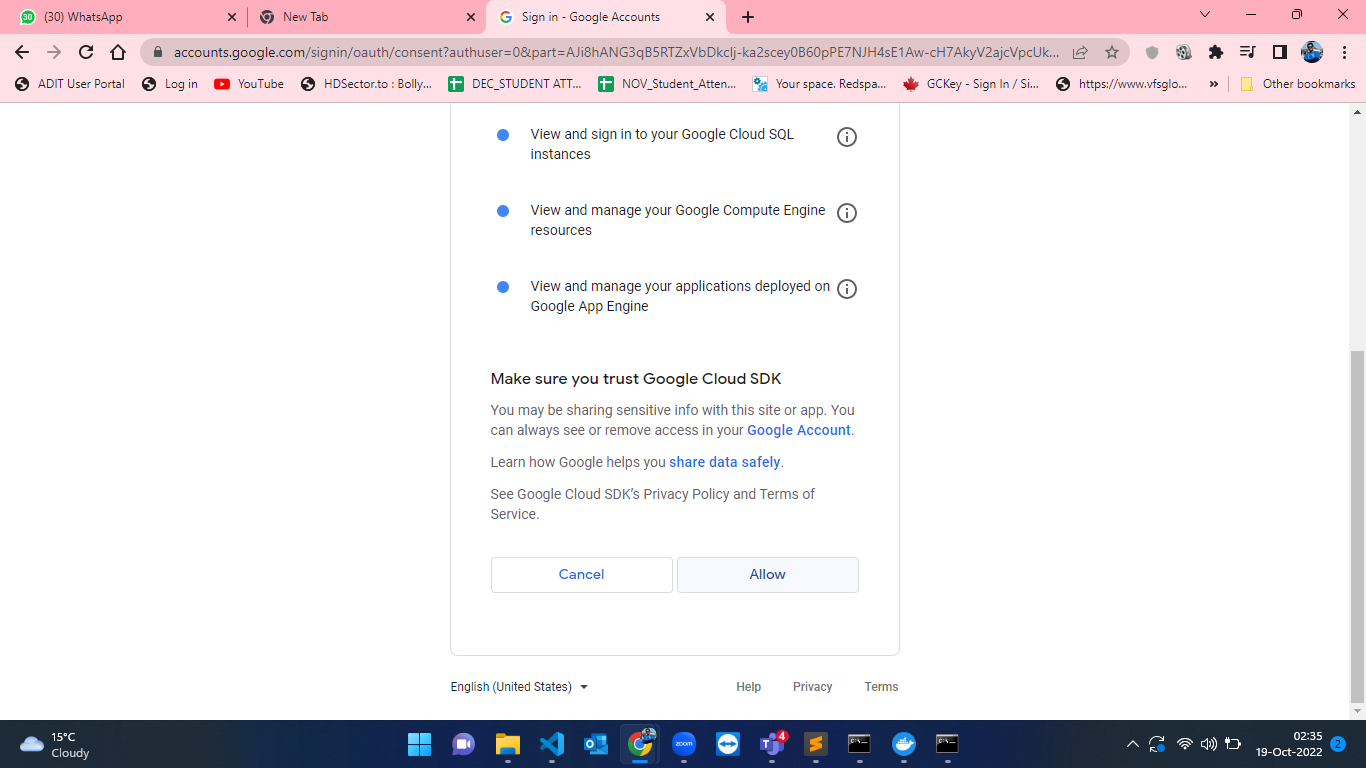 30
(30) WhatsApp
New Tab
Sign in - Google Accounts
accounts.google.com/signin/oauth/consent?authuser=0&part=AJi8hANG3qB5RTZxVbDkcIj-ka2scey0B60pPE7NJH4sE1Aw-cH7AkyV2ajcVpcUk...
ADIT User Portal
Log in
YouTube
HDSector.to : Bolly...
DEC_STUDENT ATT...
NOV_Student_Atten...
Your space. Redspa...
GCKey - Sign In / Si...
https://www.vfsglo...
»
Other bookmarks
View and sign in to your Google Cloud SQL
instances
View and manage your Google Compute Engine
resources
View and manage your applications deployed on
Google App Engine
Make sure you trust Google Cloud SDK
You may be sharing sensitive info with this site or app. You
can always see or remove access in your Google Account.
Learn how Google helps you share data safely.
See Google Cloud SDK's Privacy Policy and Terms of
Service.
Cancel
Allow
English (United States)
Help
Privacy
Terms
15°C
Cloudy
zoom
4
02:35
19-Oct-2022
2